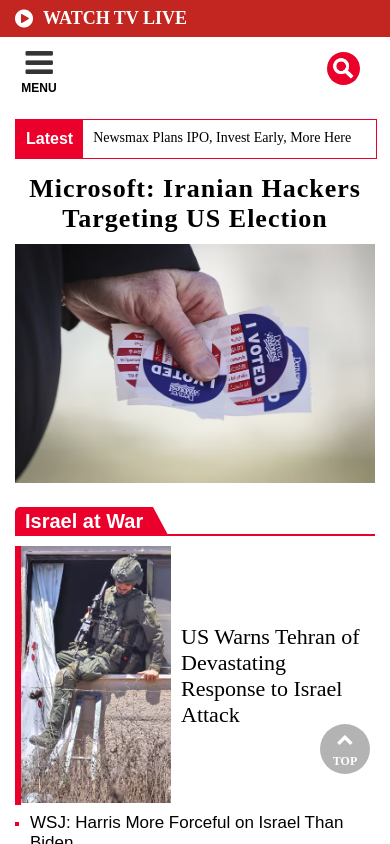 WATCH TV LIVE
MENU
Latest
Newsmax Plans IPO, Invest Early, More Here
Microsoft: Iranian Hackers
Targeting US Election
I VOTED
I VOTED
VOTED
Israel at War
US Warns Tehran of
Devastating
Response to Israel
Attack
TOP
WSJ: Harris More Forceful on Israel Than
Biden